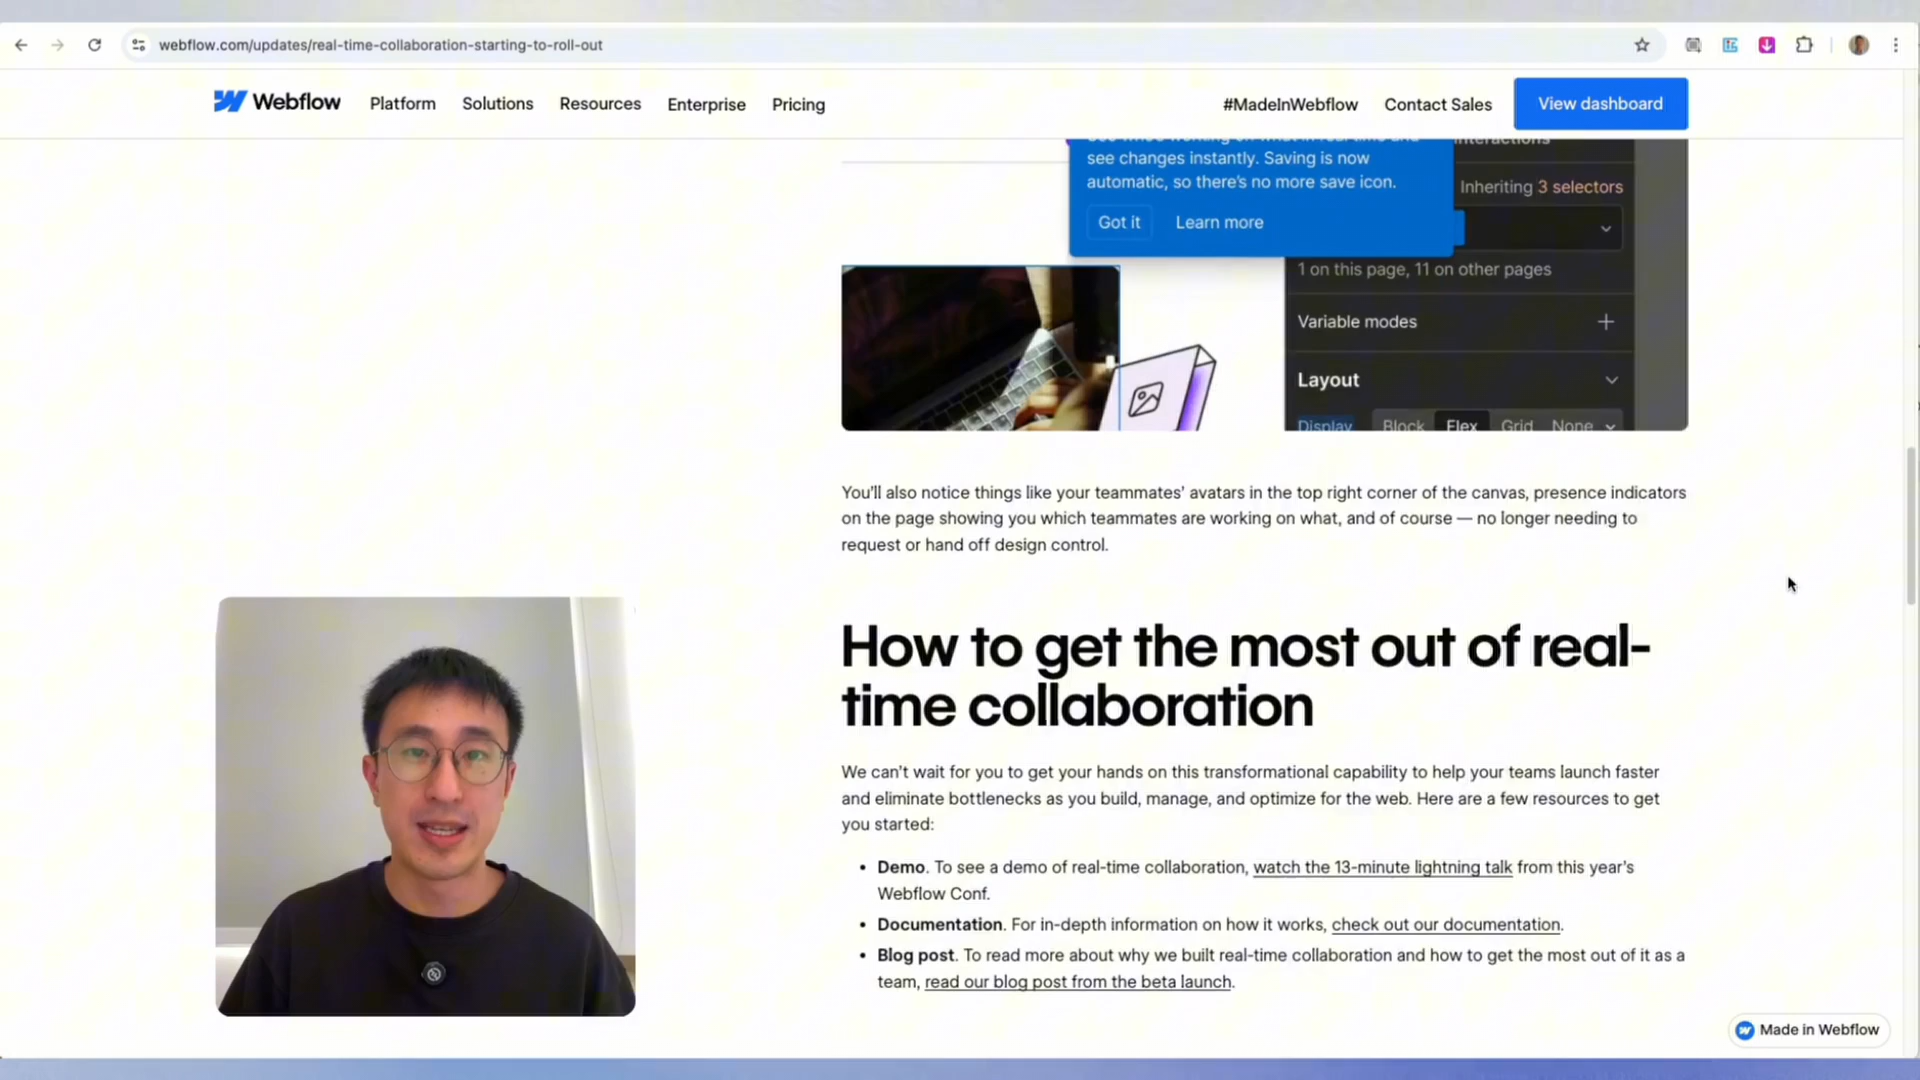 webflow.com/updates/real-time-collaboration-starting-to-roll-out
Webflow
Platform
Solutions
Resources
Enterprise
Pricing
#MadeInWebflow
Contact Sales
View dashboard
see changes instantly. Saving is now
automatic, so there's no more save icon.
Got it
Learn more
Interactions
Inheriting 3 selectors
1 on this page, 11 on other pages
Variable modes
Layout
Display
Block
Flex
Grid
None
You'll also notice things like your teammates' avatars in the top right corner of the canvas, presence indicators
on the page showing you which teammates are working on what, and of course — no longer needing to
request or hand off design control.
How to get the most out of real-
time collaboration
We can't wait for you to get your hands on this transformational capability to help your teams launch faster
and eliminate bottlenecks as you build, manage, and optimize for the web. Here are a few resources to get
you started:
• Demo. To see a demo of real-time collaboration, watch the 13-minute lightning talk from this year's
Webflow Conf.
• Documentation. For in-depth information on how it works, check out our documentation.
• Blog post. To read more about why we built real-time collaboration and how to get the most out of it as a
team, read our blog post from the beta launch.
Made in Webflow